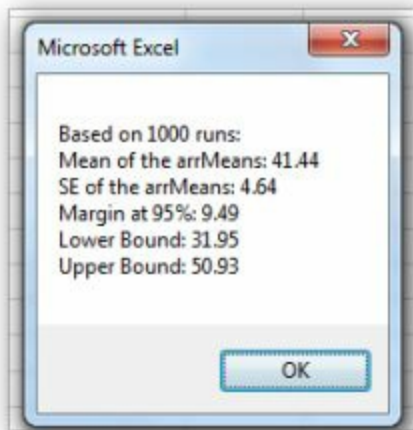 Microsoft Excel
Based on 1000 runs:
Mean of the arrMeans: 41.44
SE of the arrMeans: 4.64
Margin at 95%: 9.49
Lower Bound: 31.95
Upper Bound: 50.93
OK